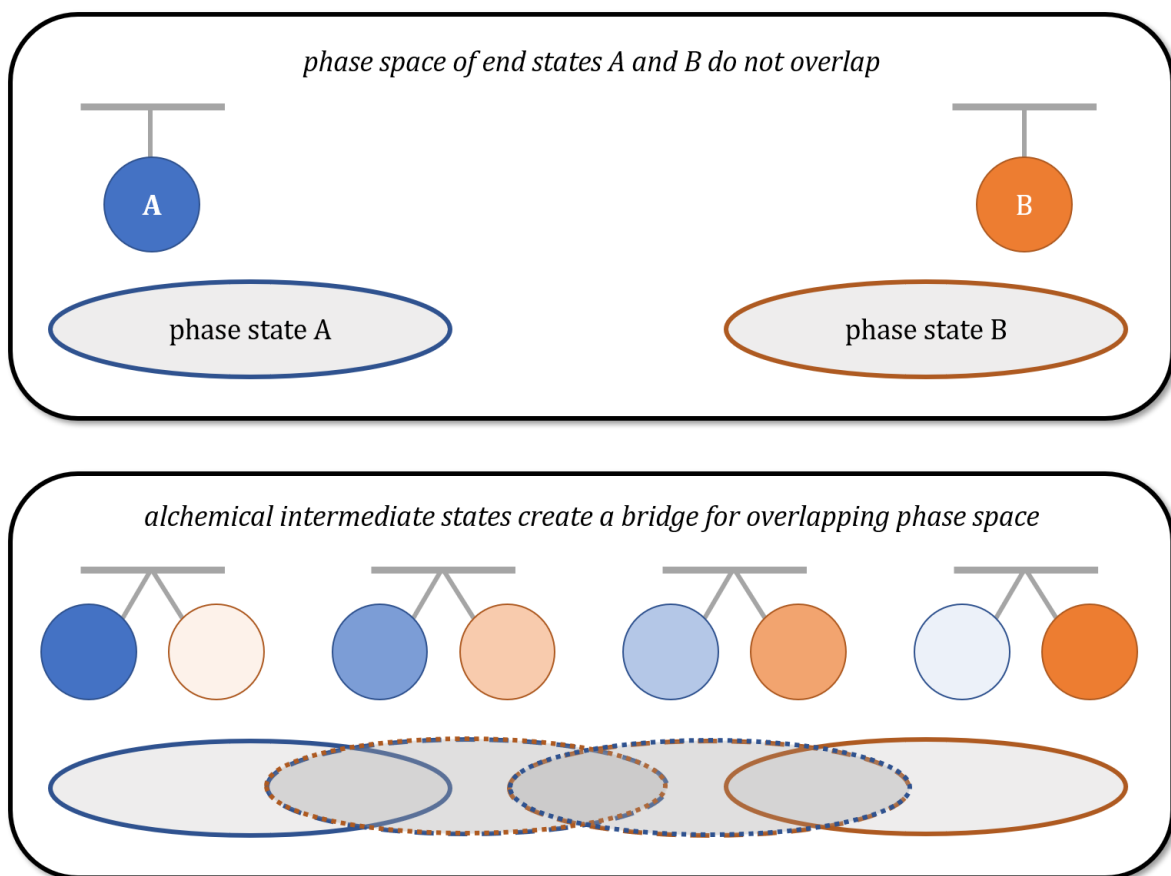 phase space of end states A and B do not overlap
A
B
phase state A
phase state B
alchemical intermediate states create a bridge for overlapping phase space